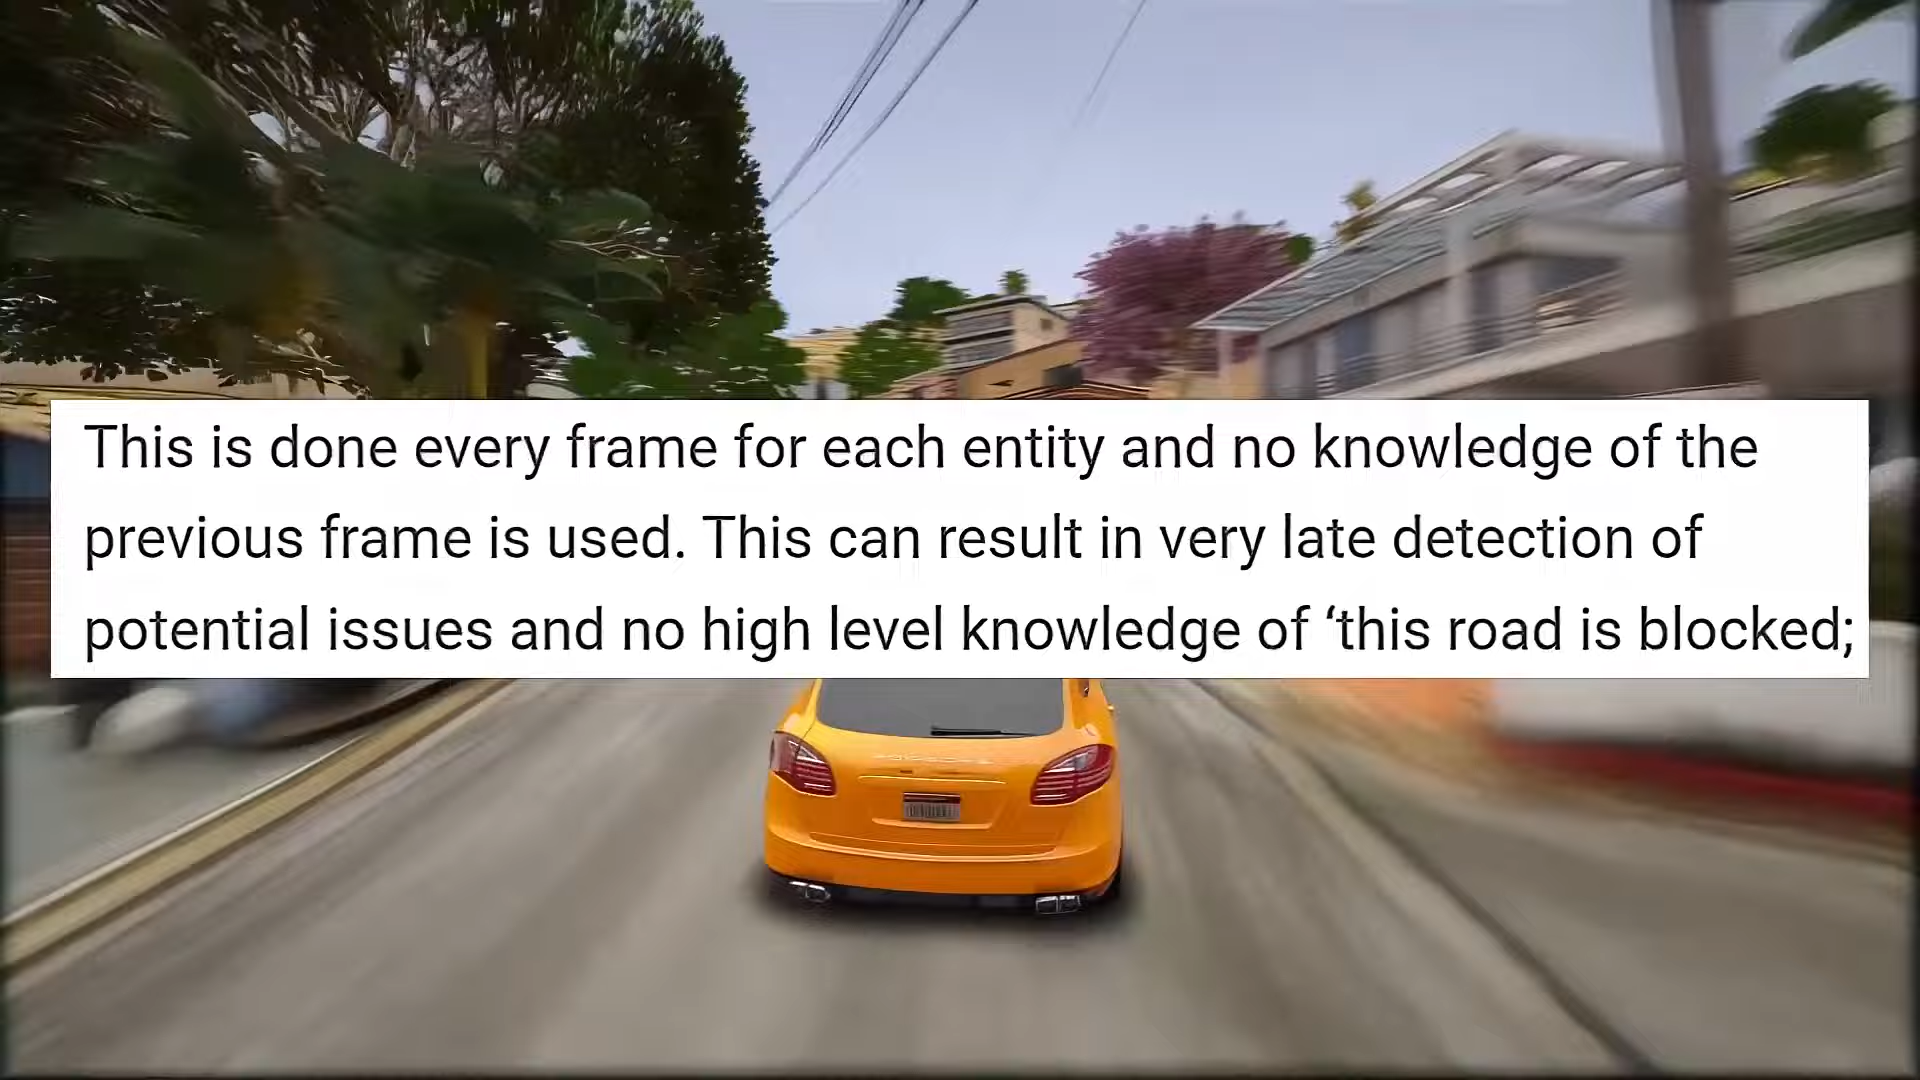 This is done every frame for each entity and no knowledge of the
previous frame is used. This can result in very late detection of
potential issues and no high level knowledge of ‘this road is blocked;